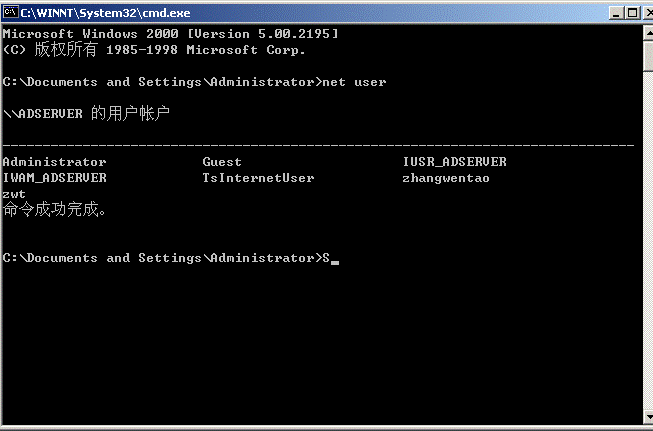 C:\WINNT\System32\cmd.exe
Microsoft Windows 2000 [Version 5.00.2195]
(C) 版权所有 1985-1998 Microsoft Corp.
C:\Documents and Settings\Administrator>net user
\\ADSERVER 的用户帐户
-------------------------------------------------------------------------------
Administrator            Guest                    IUSR_ADSERVER
IWAM_ADSERVER            TsInternetUser           zhangwentao
zwt
命令成功完成。
C:\Documents and Settings\Administrator>S_